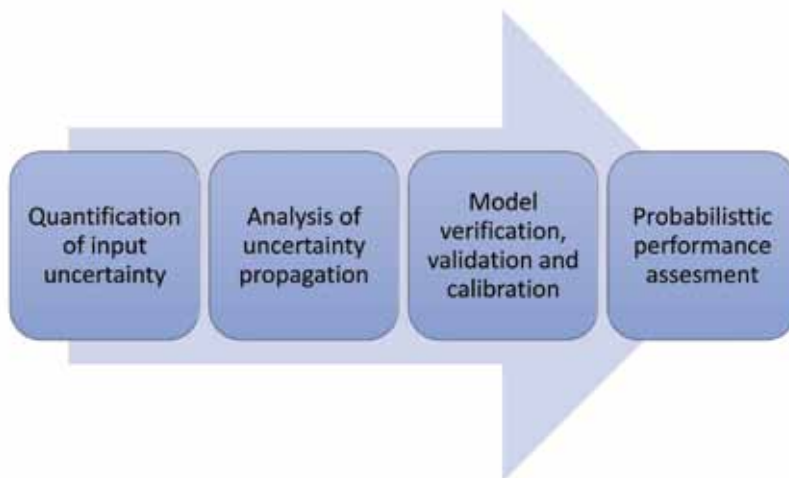 Quantification
of input
uncertainty
Analysis of
uncertainty
propagation
Model
verification,
validation and
calibration
Probabilisttic
performance
assesment